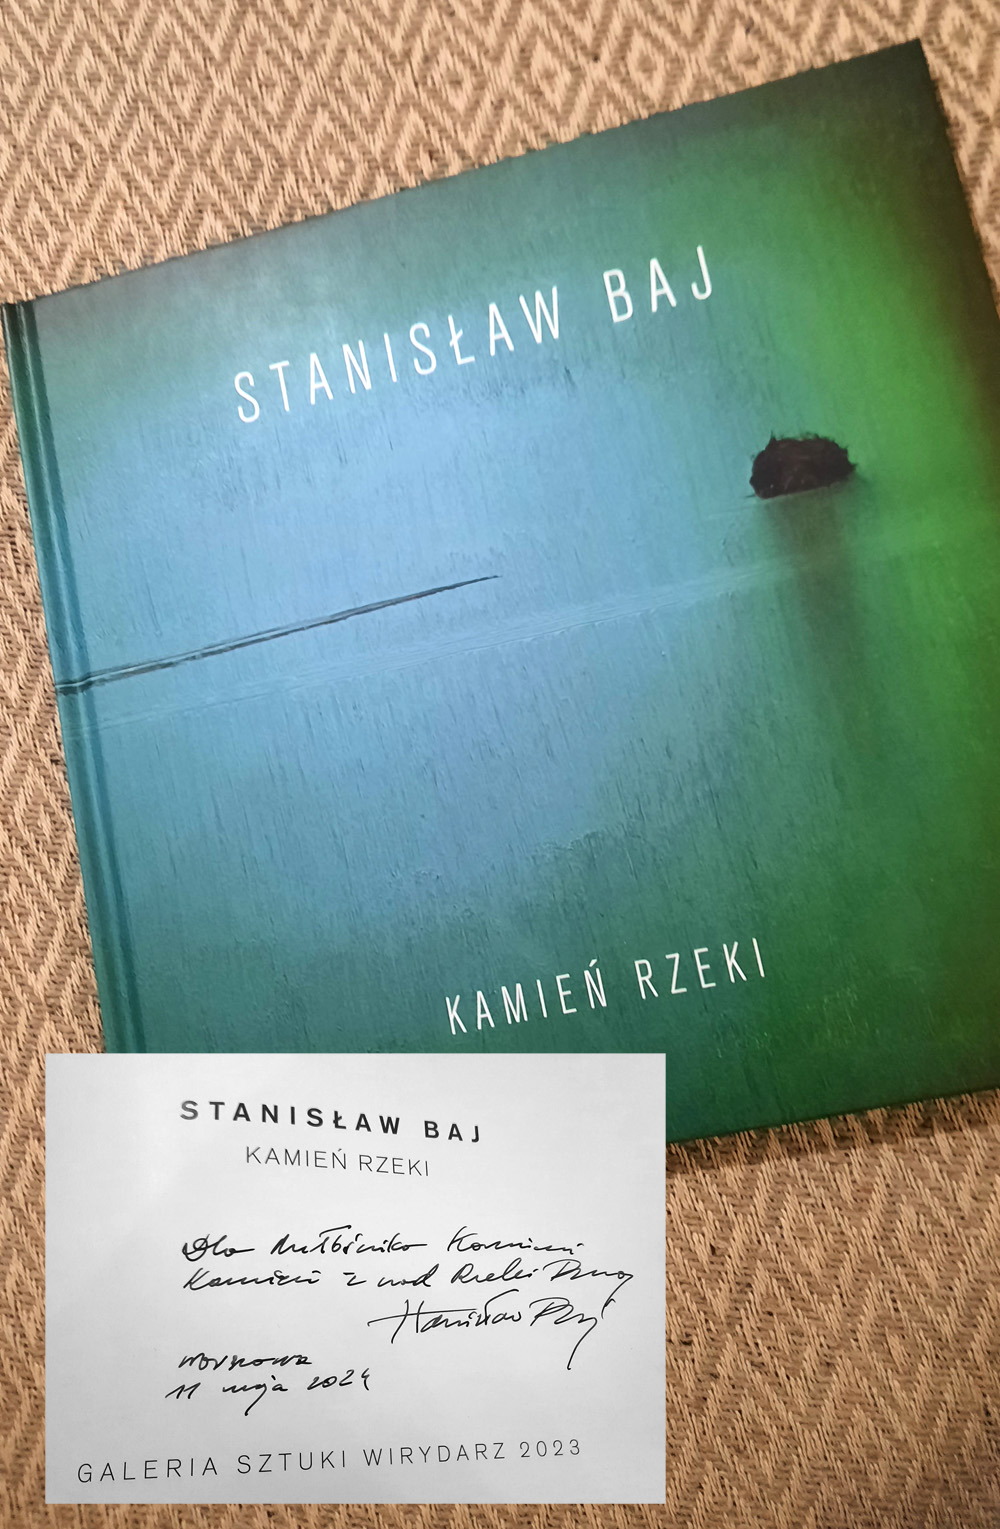 STANISŁAW BAJ
KAMIEŃ RZEKI
STANISŁAW BAJ
KAMIEŃ RZEKI
Dla Miłośnika Kamieni
Kamień z nad Rzeki
Stanisław Baj
Warszawa
11 maja 2024
GALERIA SZTUKI WIRYDARZ 2023